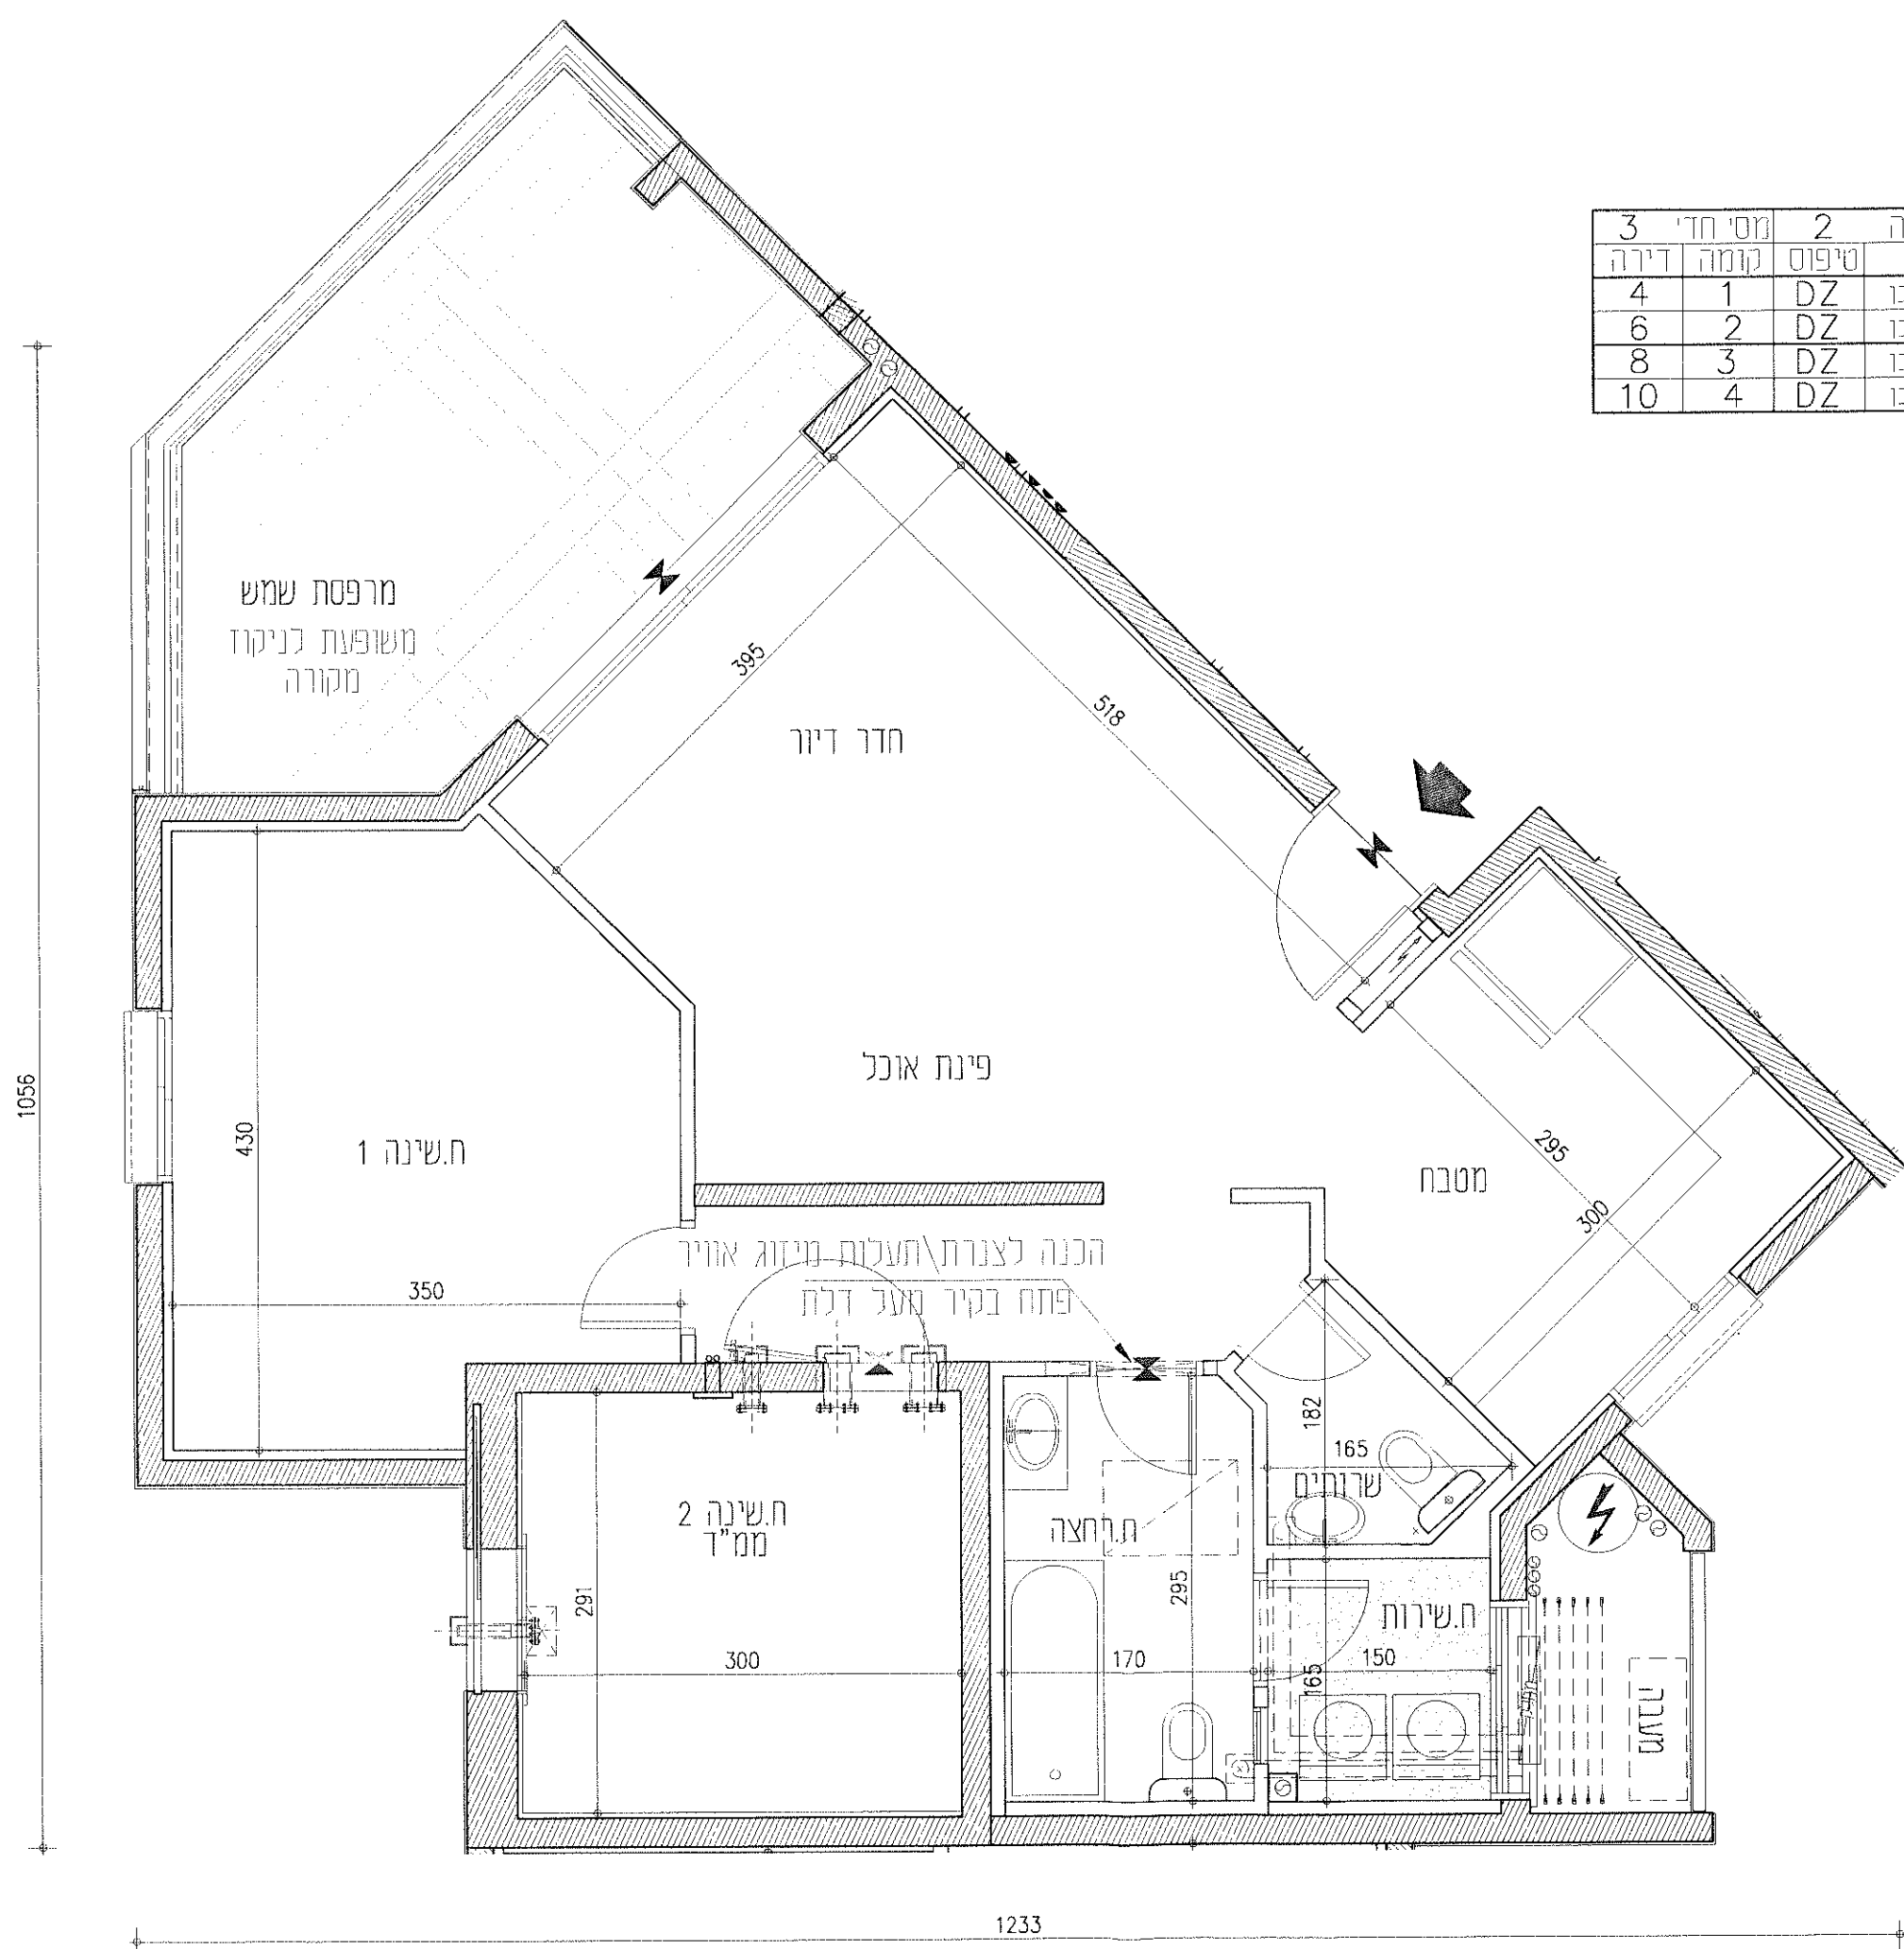 2 מס' חד' 3
טיפוס קומה דירה
DZ 1 4
DZ 2 6
DZ 3 8
DZ 4 10
מרפסת שמש
משופעת לניקוז
מקורה
395
518
חדר דיור
פינת אוכל
1056
430
ח.שינה 1
350
מטבח
295
300
הכנה לצנרת\תעלות מיזוג אוויר
פתח בקיר מעל דלת
182
165
שרותים
ח.שינה 2
ממ"ד
291
300
ח.רחצה
295
170
ח.שירות
150
165
מעבה
1233